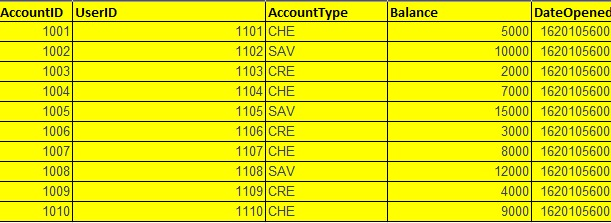 AccountID UserID AccountType Balance DateOpened
1001 1101 CHE 5000 1620105600
1002 1102 SAV 10000 1620105600
1003 1103 CRE 2000 1620105600
1004 1104 CHE 7000 1620105600
1005 1105 SAV 15000 1620105600
1006 1106 CRE 3000 1620105600
1007 1107 CHE 8000 1620105600
1008 1108 SAV 12000 1620105600
1009 1109 CRE 4000 1620105600
1010 1110 CHE 9000 1620105600